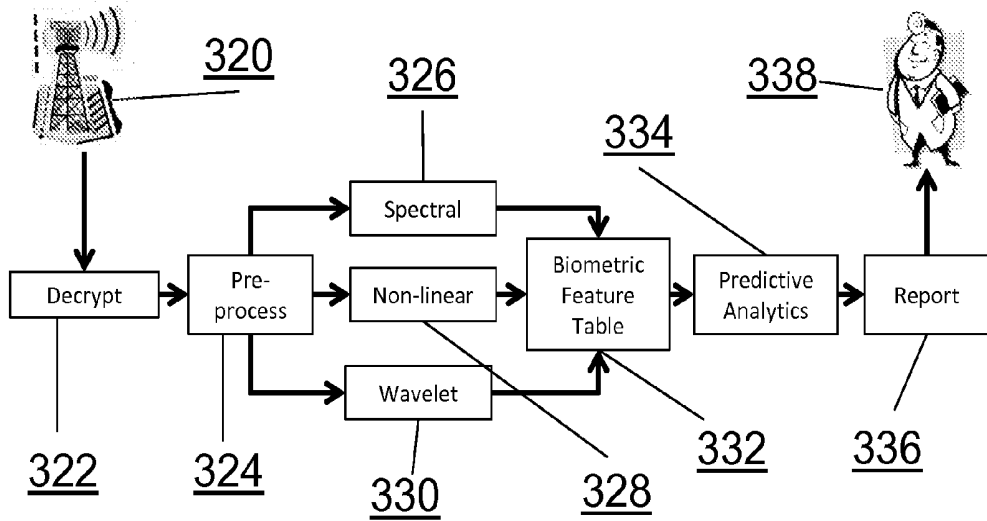 320
326
338
334
Spectral
Decrypt
Pre-
process
Non-linear
Biometric
Feature
Table
Predictive
Analytics
Report
Wavelet
322
324
330
328
332
336